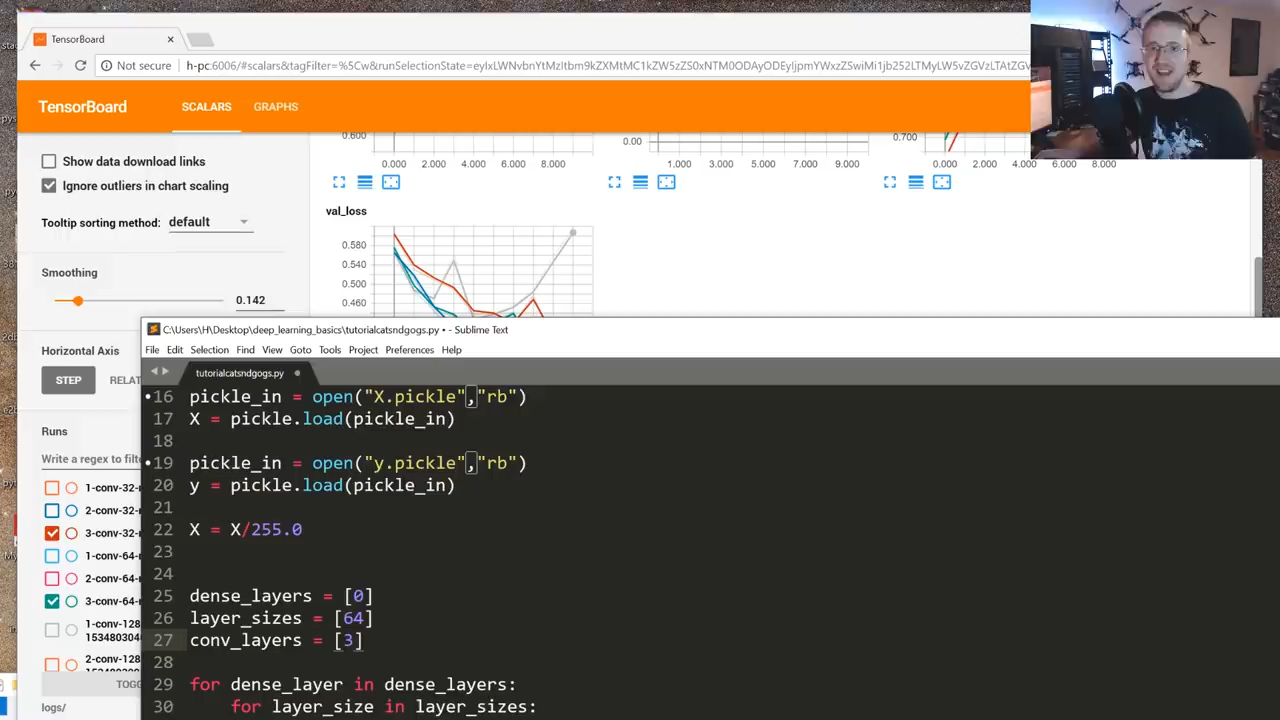 TensorBoard
Not secure
h-pc:6006/#scalars&tagFilter=%5Cw&runSelectionState=
TensorBoard
SCALARS
GRAPHS
Show data download links
Ignore outliers in chart scaling
Tooltip sorting method: default
Smoothing
0.142
Horizontal Axis
STEP
Runs
Write a regex to
1-conv-32-
2-conv-32-
3-conv-32-
1-conv-64-
2-conv-64-
3-conv-64-
1-conv-128
2-conv-128
logs/
0.600
0.000 2.000 4.000 6.000 8.000
0.00
1.000 3.000 5.000 7.000 9.000
0.700
0.000 2.000 6.000 8.000
val_loss
0.580
0.540
0.500
0.460
C:\Users\H\Desktop\deep_learning_basics\tutorialcatsndgogs.py • - Sublime Text
File Edit Selection Find View Goto Tools Project Preferences Help
tutorialcatsndgogs.py
16 pickle_in = open("X.pickle","rb")
17 X = pickle.load(pickle_in)
18
19 pickle_in = open("y.pickle","rb")
20 y = pickle.load(pickle_in)
21
22 X = X/255.0
23
24
25 dense_layers = [0]
26 layer_sizes = [64]
27 conv_layers = [3]
28
29 for dense_layer in dense_layers:
30 for layer_size in layer_sizes: